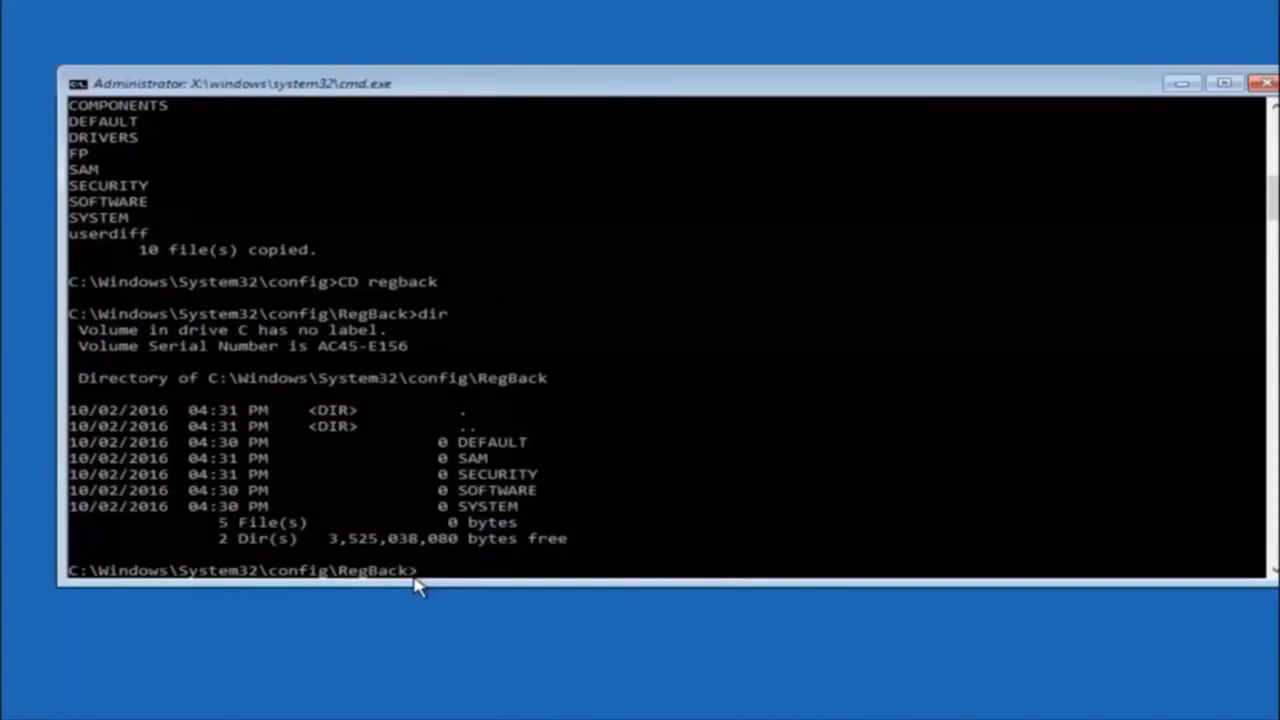 Administrator: X:\windows\system32\cmd.exe
COMPONENTS
DEFAULT
DRIVERS
FP
SAM
SECURITY
SOFTWARE
SYSTEM
userdiff
10 file(s) copied.
C:\Windows\System32\config>CD regback
C:\Windows\System32\config\RegBack>dir
Volume in drive C has no label.
Volume Serial Number is AC45-E156
Directory of C:\Windows\System32\config\RegBack
10/02/2016 04:31 PM <DIR> .
10/02/2016 04:31 PM <DIR> ..
10/02/2016 04:30 PM 0 DEFAULT
10/02/2016 04:31 PM 0 SAM
10/02/2016 04:31 PM 0 SECURITY
10/02/2016 04:30 PM 0 SOFTWARE
10/02/2016 04:30 PM 0 SYSTEM
5 File(s) 0 bytes
2 Dir(s) 3,525,038,080 bytes free
C:\Windows\System32\config\RegBack>